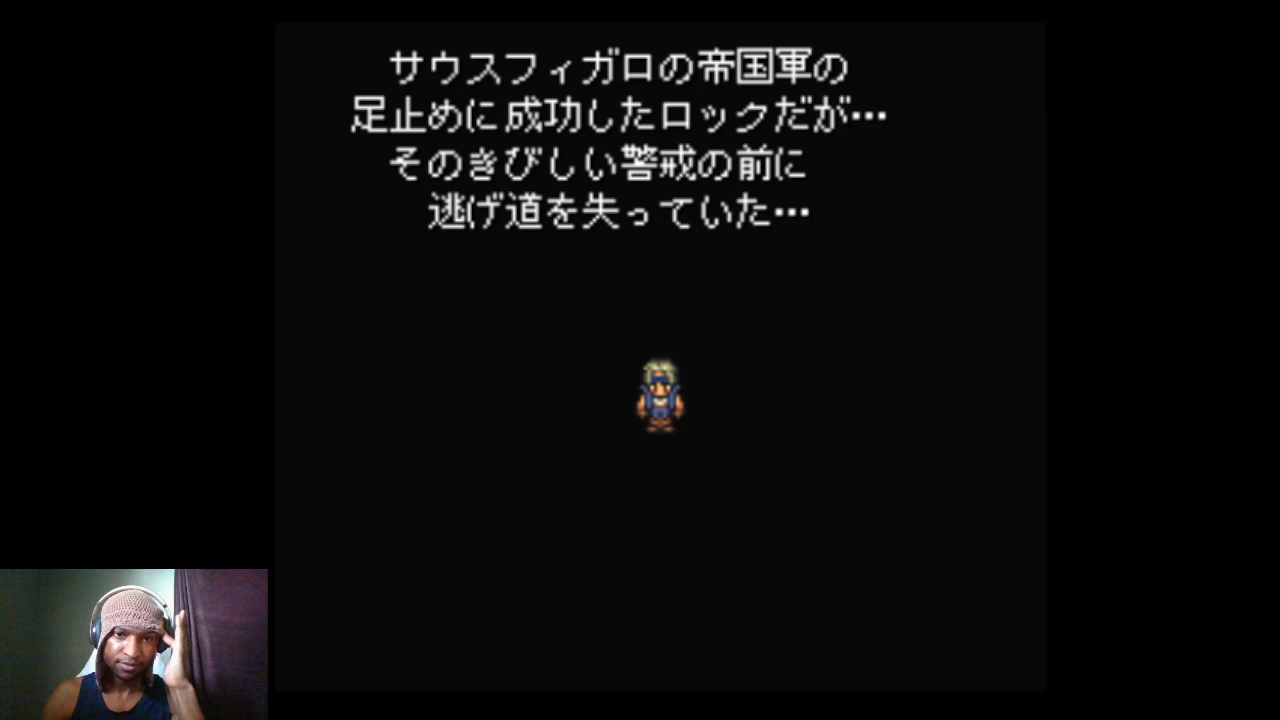 サウスフィガロの帝国軍の
足止めに成功したロックだが…
そのきびしい警戒の前に
逃げ道を失っていた…